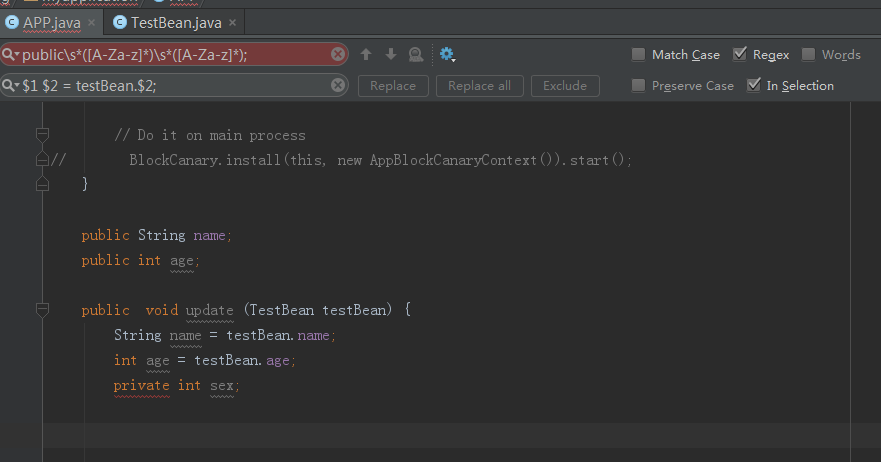 APP.java × TestBean.java ×
public\s*([A-Za-z]*)\s*([A-Za-z]*); Match Case Regex Words
$1 $2 = testBean.$2; Replace Replace all Exclude Preserve Case In Selection
// Do it on main process
// BlockCanary.install(this, new AppBlockCanaryContext()).start();
}
public String name;
public int age;
public void update (TestBean testBean) {
String name = testBean.name;
int age = testBean.age;
private int sex;